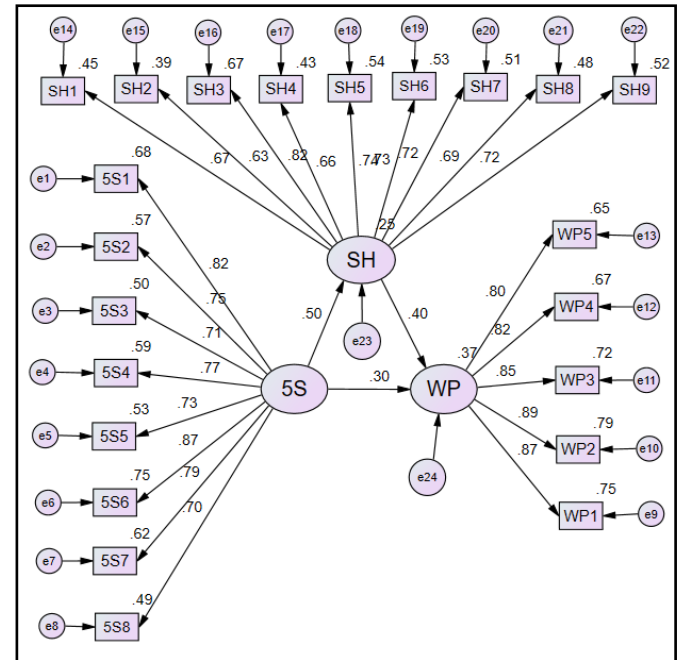 e14 e15 e16 e17 e18 e19 e20 e21 e22
.45 .39 .67 .43 .54 .53 .51 .48 .52
SH1 SH2 SH3 SH4 SH5 SH6 SH7 SH8 SH9
.67 .63 .82 .66 .74 .73 .72 .69 .72
.68
e1 5S1
.57
e2 5S2
.50
e3 5S3
.59
e4 5S4
.53
e5 5S5
.75
e6 5S6
.62
e7 5S7
.49
e8 5S8
.82
.75
.71
.77
.73
.87
.79
.70
.25
SH
.50 .40
e23
5S .30 WP
.37
e24
.80
.82
.85
.89
.87
.65
WP5 e13
.67
WP4 e12
.72
WP3 e11
.79
WP2 e10
.75
WP1 e9